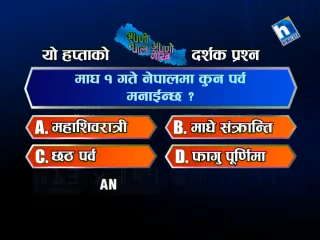 यो हप्ताको
दर्शक प्रश्न
माघ १ गते नेपालमा कुन पर्व
मनाईन्छ ?
A. महाशिवरात्री
B. माघे संक्रान्ति
C. छठ पर्व
D. फागु पूर्णिमा
AN